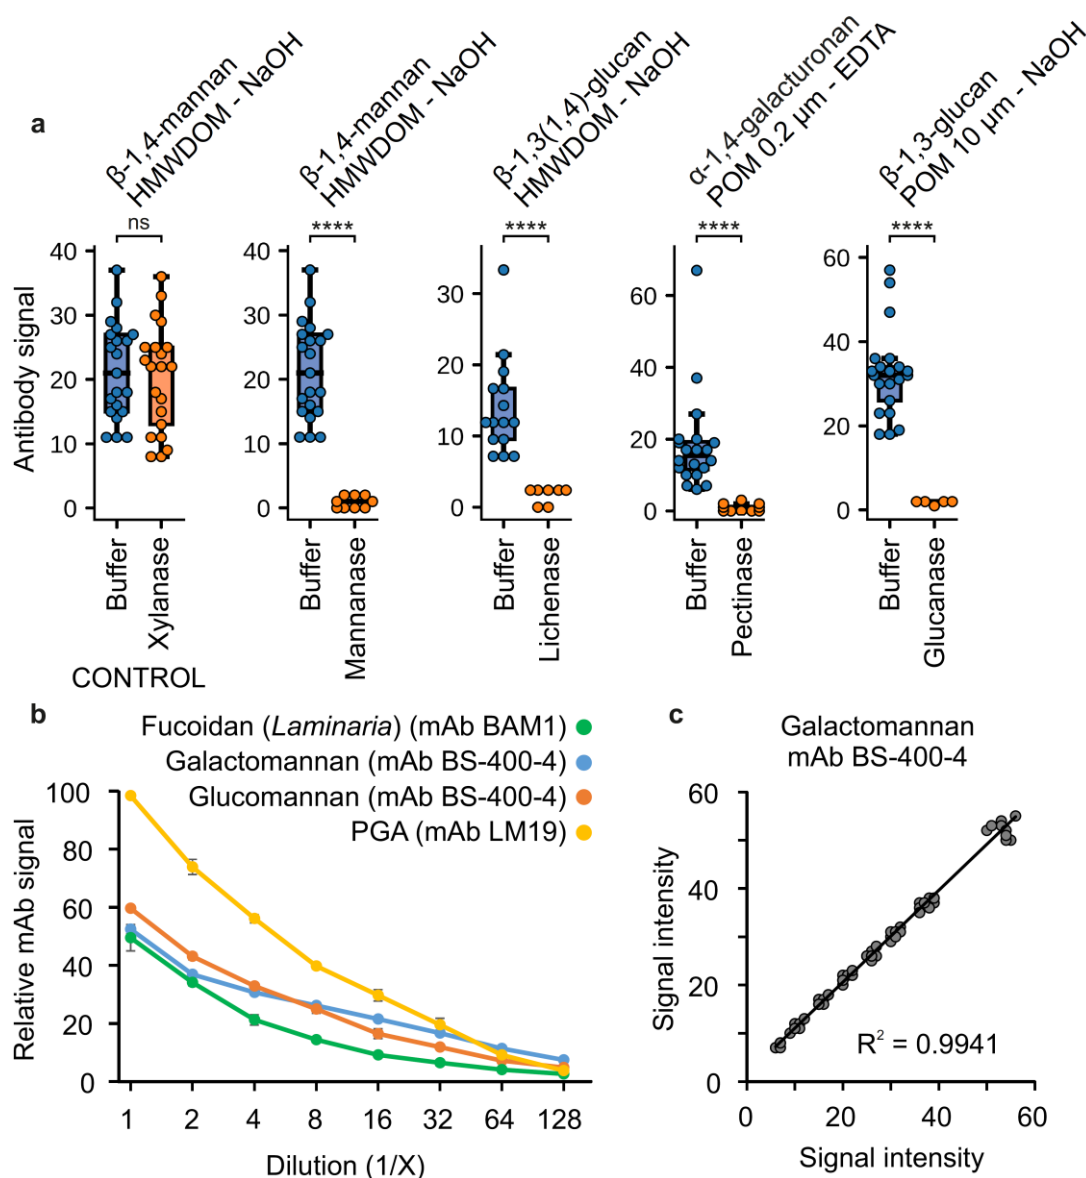 a
β-1,4-mannan
HMWDOM - NaOH
β-1,4-mannan
HMWDOM - NaOH
β-1,3(1,4)-glucan
HMWDOM - NaOH
α-1,4-galacturonan
POM 0.2 μm - EDTA
β-1,3-glucan
POM 10 μm - NaOH
ns
****
****
****
****
Antibody signal
40
30
20
10
0
Buffer
Xylanase
CONTROL
40
30
20
10
0
Buffer
Mannanase
30
20
10
0
Buffer
Lichenase
60
40
20
0
Buffer
Pectinase
60
40
20
0
Buffer
Glucanase
b
Fucoidan (Laminaria) (mAb BAM1)
Galactomannan (mAb BS-400-4)
Glucomannan (mAb BS-400-4)
PGA (mAb LM19)
Relative mAb signal
100
80
60
40
20
0
1 2 4 8 16 32 64 128
Dilution (1/X)
c
Galactomannan
mAb BS-400-4
Signal intensity
60
40
20
0
R² = 0.9941
0 20 40 60
Signal intensity